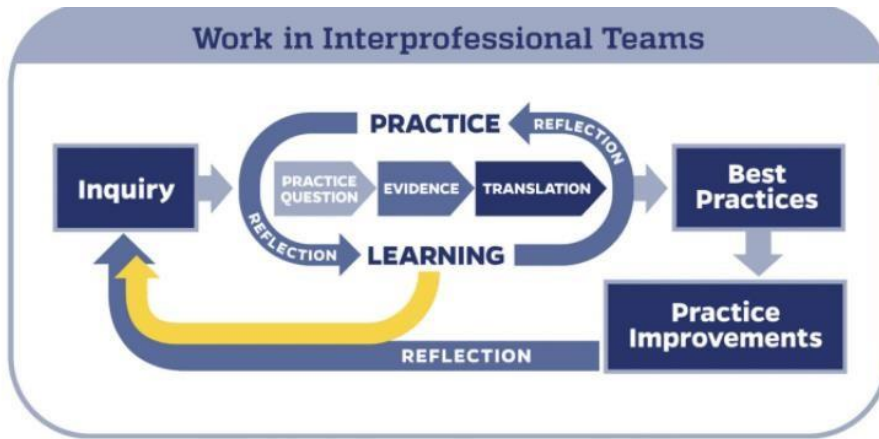 Work in Interprofessional Teams
PRACTICE
REFLECTION
Inquiry
PRACTICE
QUESTION
EVIDENCE
TRANSLATION
Best
Practices
REFLECTION
LEARNING
Practice
Improvements
REFLECTION